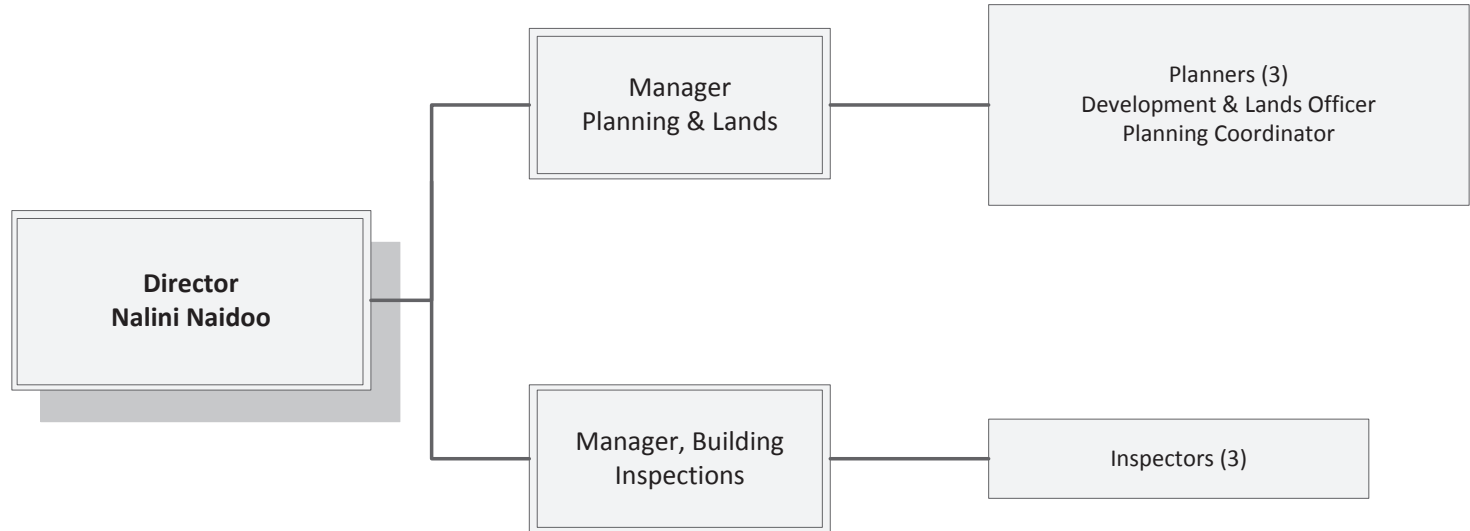 Director
Nalini Naidoo
Manager
Planning & Lands
Planners (3)
Development & Lands Officer
Planning Coordinator
Manager, Building
Inspections
Inspectors (3)